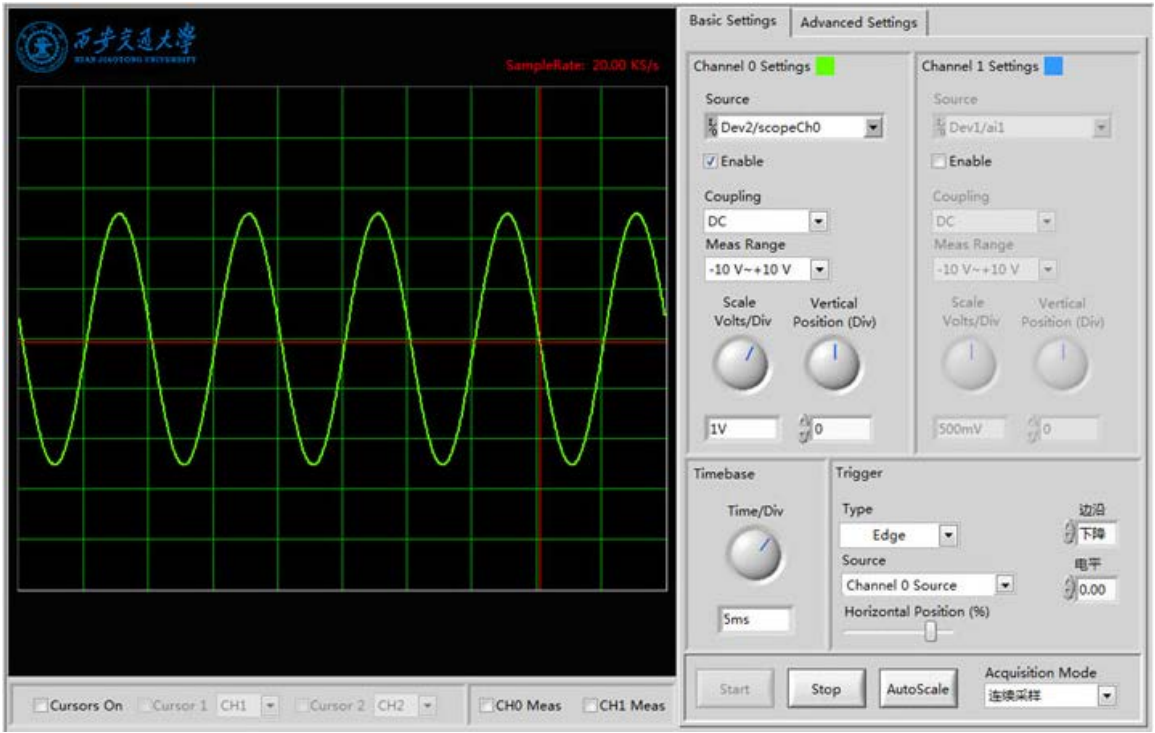 西安交通大學
XIAN JIAOTONG UNIVERSITY
SampleRate: 20.00 KS/s
Basic Settings
Advanced Settings
Channel 0 Settings
Channel 1 Settings
Source
Dev2/scopeCh0
Enable
Coupling
DC
Meas Range
-10 V~+10 V
Scale Volts/Div
Vertical Position (Div)
1V
0
Source
Dev1/ai1
Enable
Coupling
DC
Meas Range
-10 V~+10 V
Scale Volts/Div
Vertical Position (Div)
500mV
0
Timebase
Time/Div
5ms
Trigger
Type
Edge
Source
Channel 0 Source
Horizontal Position (%)
边沿
下降
电平
0.00
Cursors On
Cursor 1
CH1
Cursor 2
CH2
CH0 Meas
CH1 Meas
Start
Stop
AutoScale
Acquisition Mode
连续采样